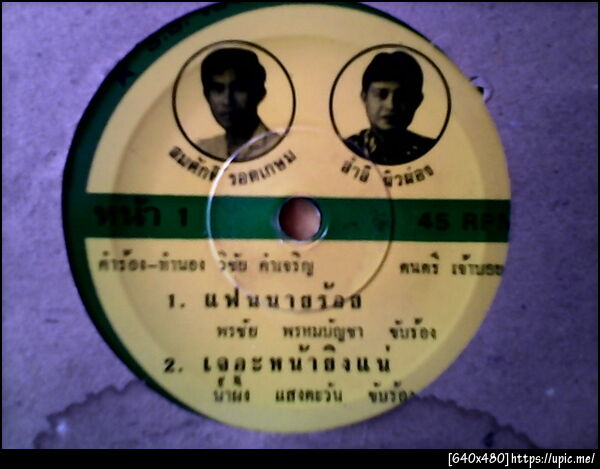 สมศักดิ์ รอดเกษม
สำลี ผิวผ่อง
หน้า 1
45 RPM
คำร้อง-ทำนอง วิชัย คำเจริญ
ดนตรี เจ้าบอย
1. แฟนนายร้อย
พรชัย พรหมบัญชา ขับร้อง
2. เจอะหน้ายิงแน่
น้ำผึ้ง แสงตะวัน ขับร้อง
[640x480]https://upic.me/